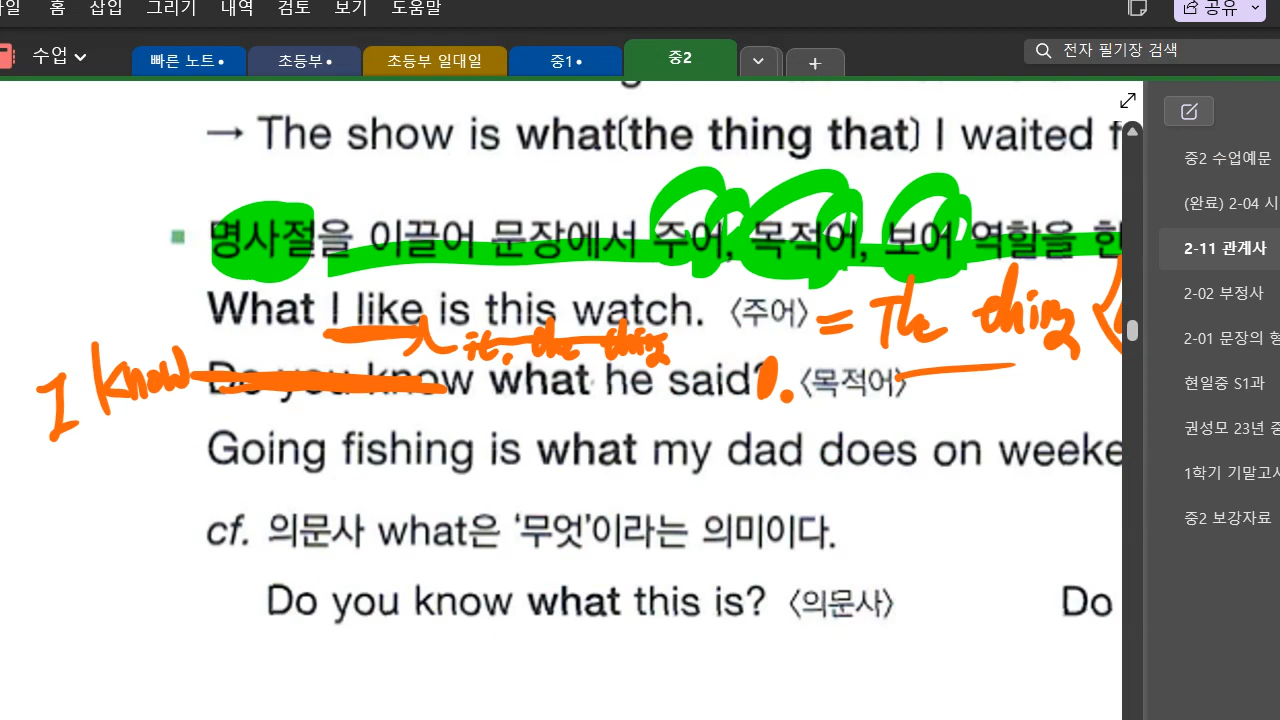 파일 홈 삽입 그리기 내역 검토 보기 도움말 공유
수업 빠른 노트 • 초등부 • 초등부 일대일 중1 • 중2 + 전자 필기장 검색
→ The show is what(the thing that) I waited f
명사절을 이끌어 문장에서 주어, 목적어, 보어 역할을 한
What I like is this watch. 〈주어〉 = The thing
it, the thing
I know Do you know what he said? . 〈목적어〉
Going fishing is what my dad does on weeke
cf. 의문사 what은 ‘무엇’이라는 의미이다.
Do you know what this is? 〈의문사〉 Do
중2 수업예문
(완료) 2-04 시
2-11 관계사
2-02 부정사
2-01 문장의 형
현일중 S1과
권성모 23년 중
1학기 기말고사
중2 보강자료